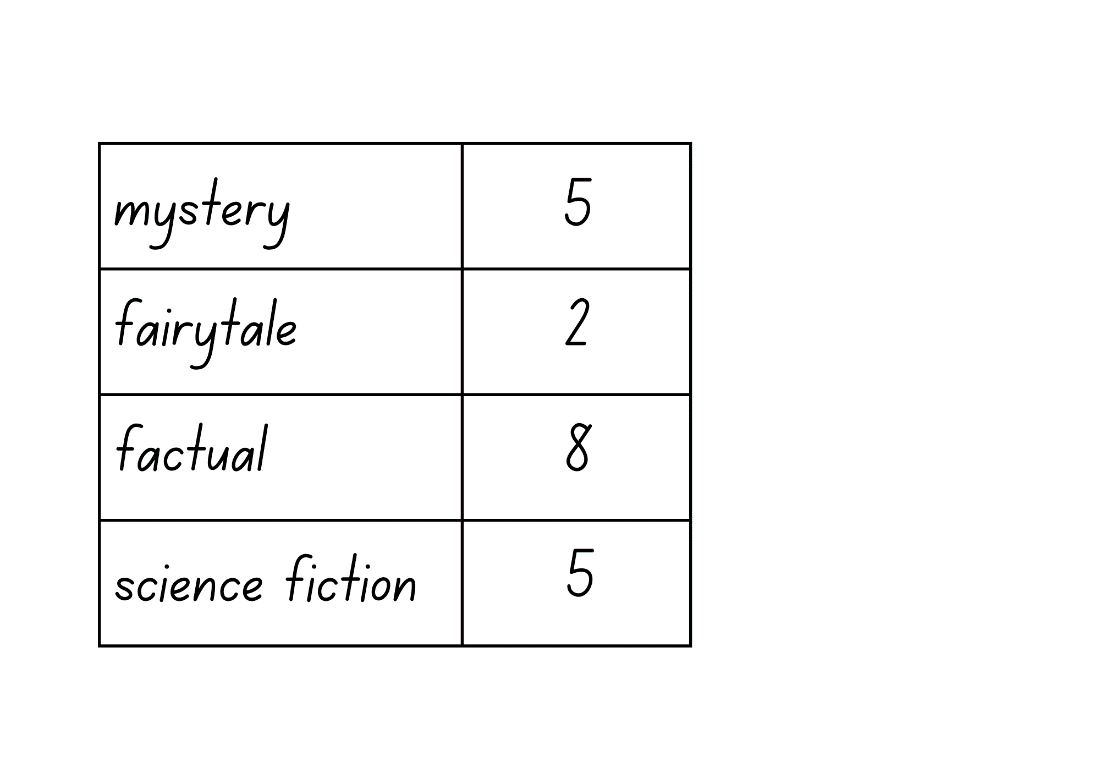 mystery 5
fairytale 2
factual 8
science fiction 5